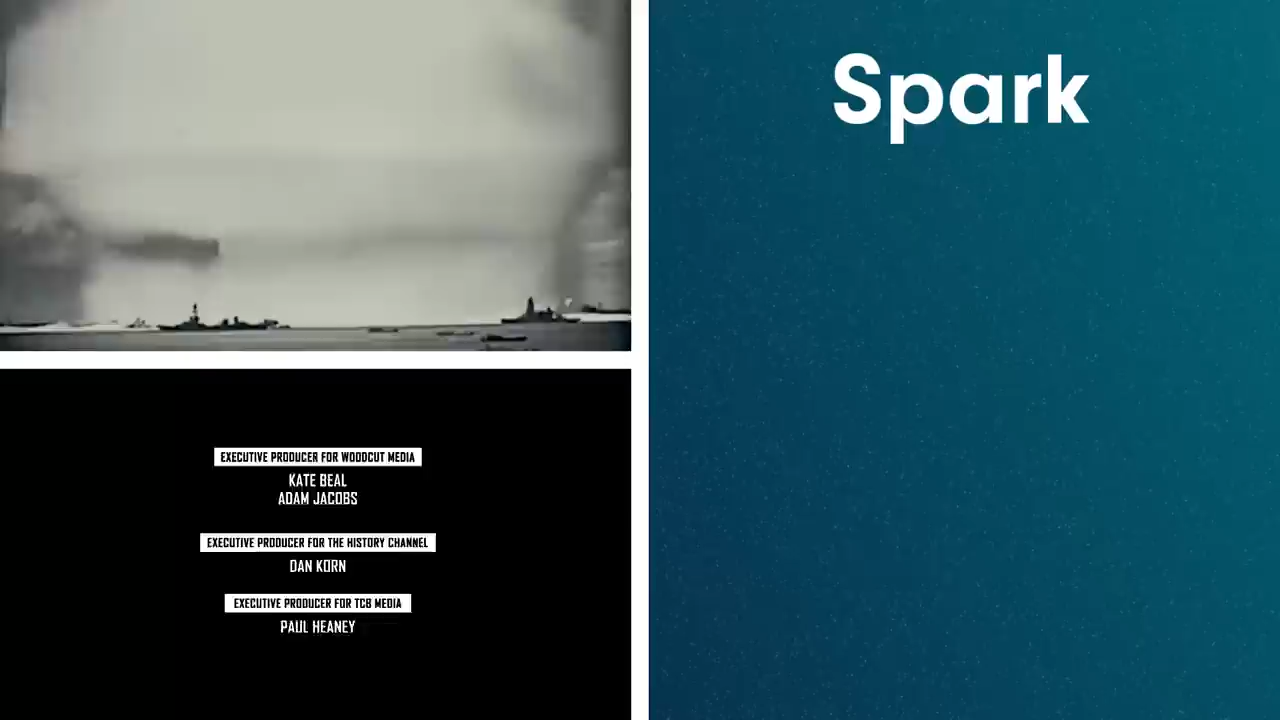 Spark
EXECUTIVE PRODUCER FOR WOODCUT MEDIA
KATE BEAL
ADAM JACOBS
EXECUTIVE PRODUCER FOR THE HISTORY CHANNEL
DAN KORN
EXECUTIVE PRODUCER FOR TCB MEDIA
PAUL HEANEY